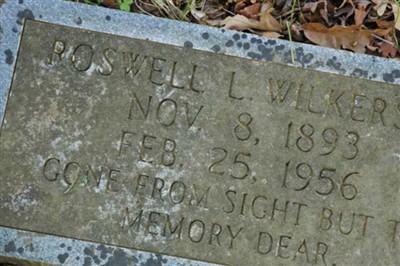 ROSWELL L. WILKERS
NOV. 8, 1893
FEB. 25, 1956
GONE FROM SIGHT BUT T
MEMORY DEAR.